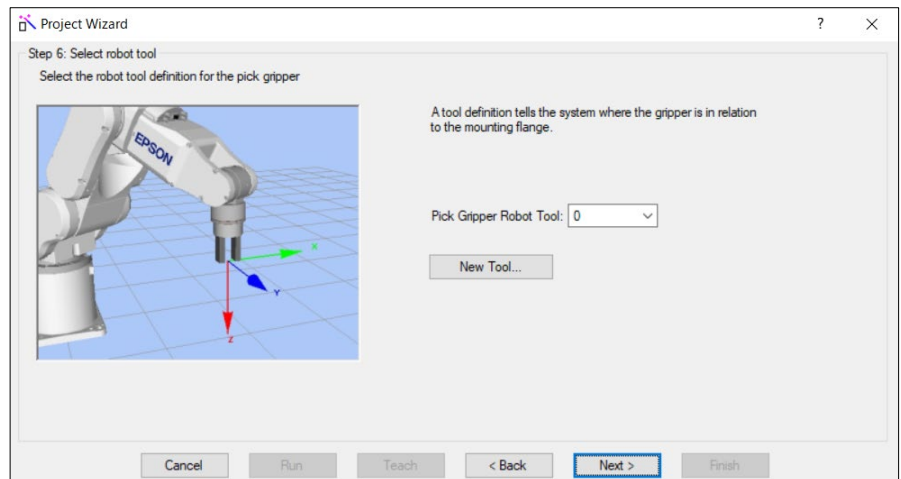 Project Wizard
?
Step 6: Select robot tool
Select the robot tool definition for the pick gripper
A tool definition tells the system where the gripper is in relation
to the mounting flange.
EPSON
X
Y
Z
Pick Gripper Robot Tool: 0
New Tool...
Cancel Run Teach < Back Next > Finish